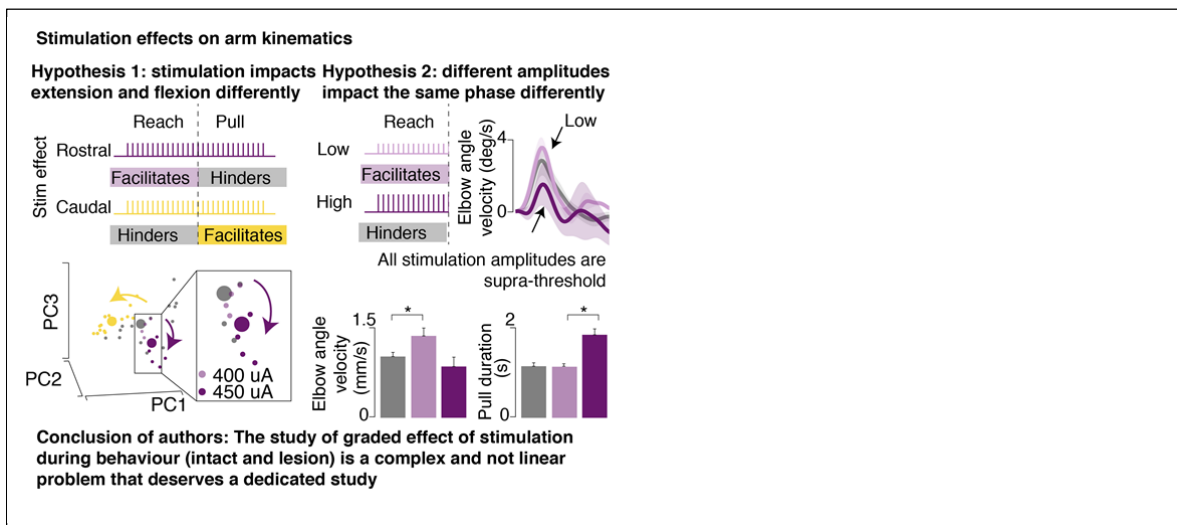 Stimulation effects on arm kinematics
Hypothesis 1: stimulation impacts
extension and flexion differently
Reach
Pull
Stim effect
Rostral
Facilitates
Hinders
Caudal
Hinders
Facilitates
Hypothesis 2: different amplitudes
impact the same phase differently
Reach
Low
Facilitates
High
Hinders
Elbow angle
velocity (deg/s)
4
0
Low
All stimulation amplitudes are
supra-threshold
PC3
PC2
PC1
400 uA
450 uA
Elbow angle
velocity
(mm/s)
1.5
0
*
Pull duration
(s)
2
0
*
Conclusion of authors: The study of graded effect of stimulation
during behaviour (intact and lesion) is a complex and not linear
problem that deserves a dedicated study